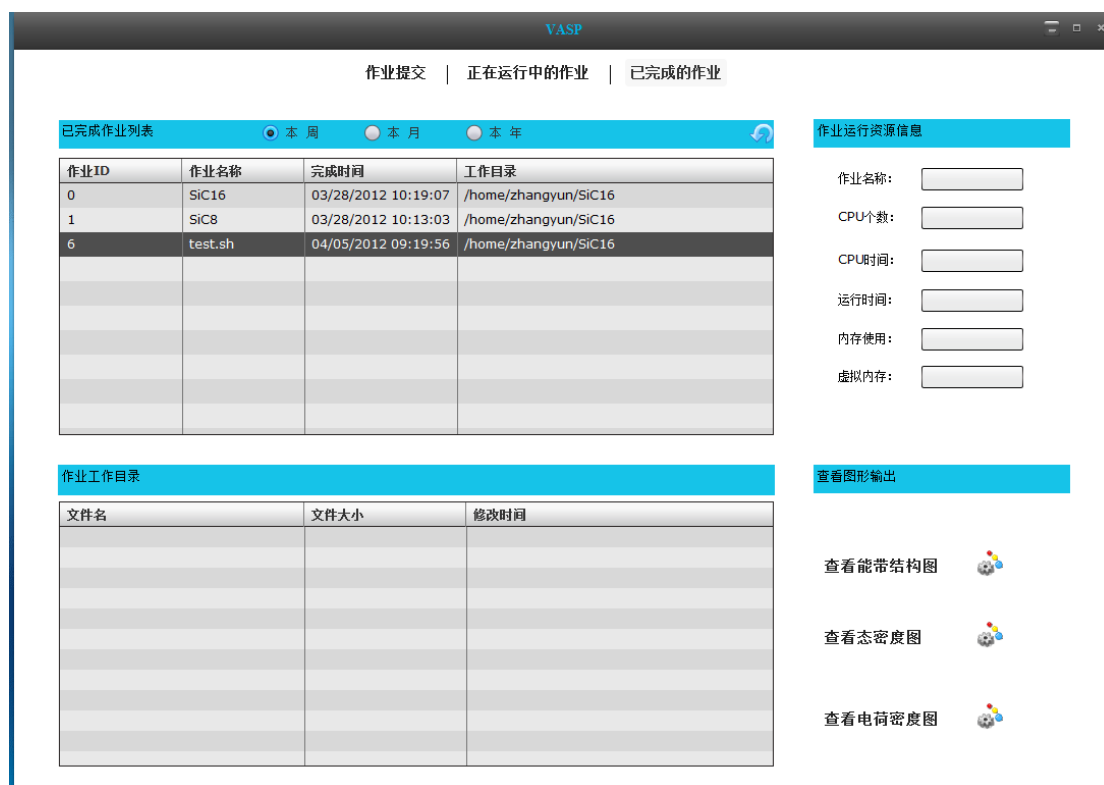 VASP
作业提交 | 正在运行中的作业 | 已完成的作业
已完成作业列表 本 周 本 月 本 年
作业ID 作业名称 完成时间 工作目录
0 SiC16 03/28/2012 10:19:07 /home/zhangyun/SiC16
1 SiC8 03/28/2012 10:13:03 /home/zhangyun/SiC16
6 test.sh 04/05/2012 09:19:56 /home/zhangyun/SiC16
作业运行资源信息
作业名称：
CPU个数：
CPU时间：
运行时间：
内存使用：
虚拟内存：
作业工作目录
文件名 文件大小 修改时间
查看图形输出
查看能带结构图
查看态密度图
查看电荷密度图